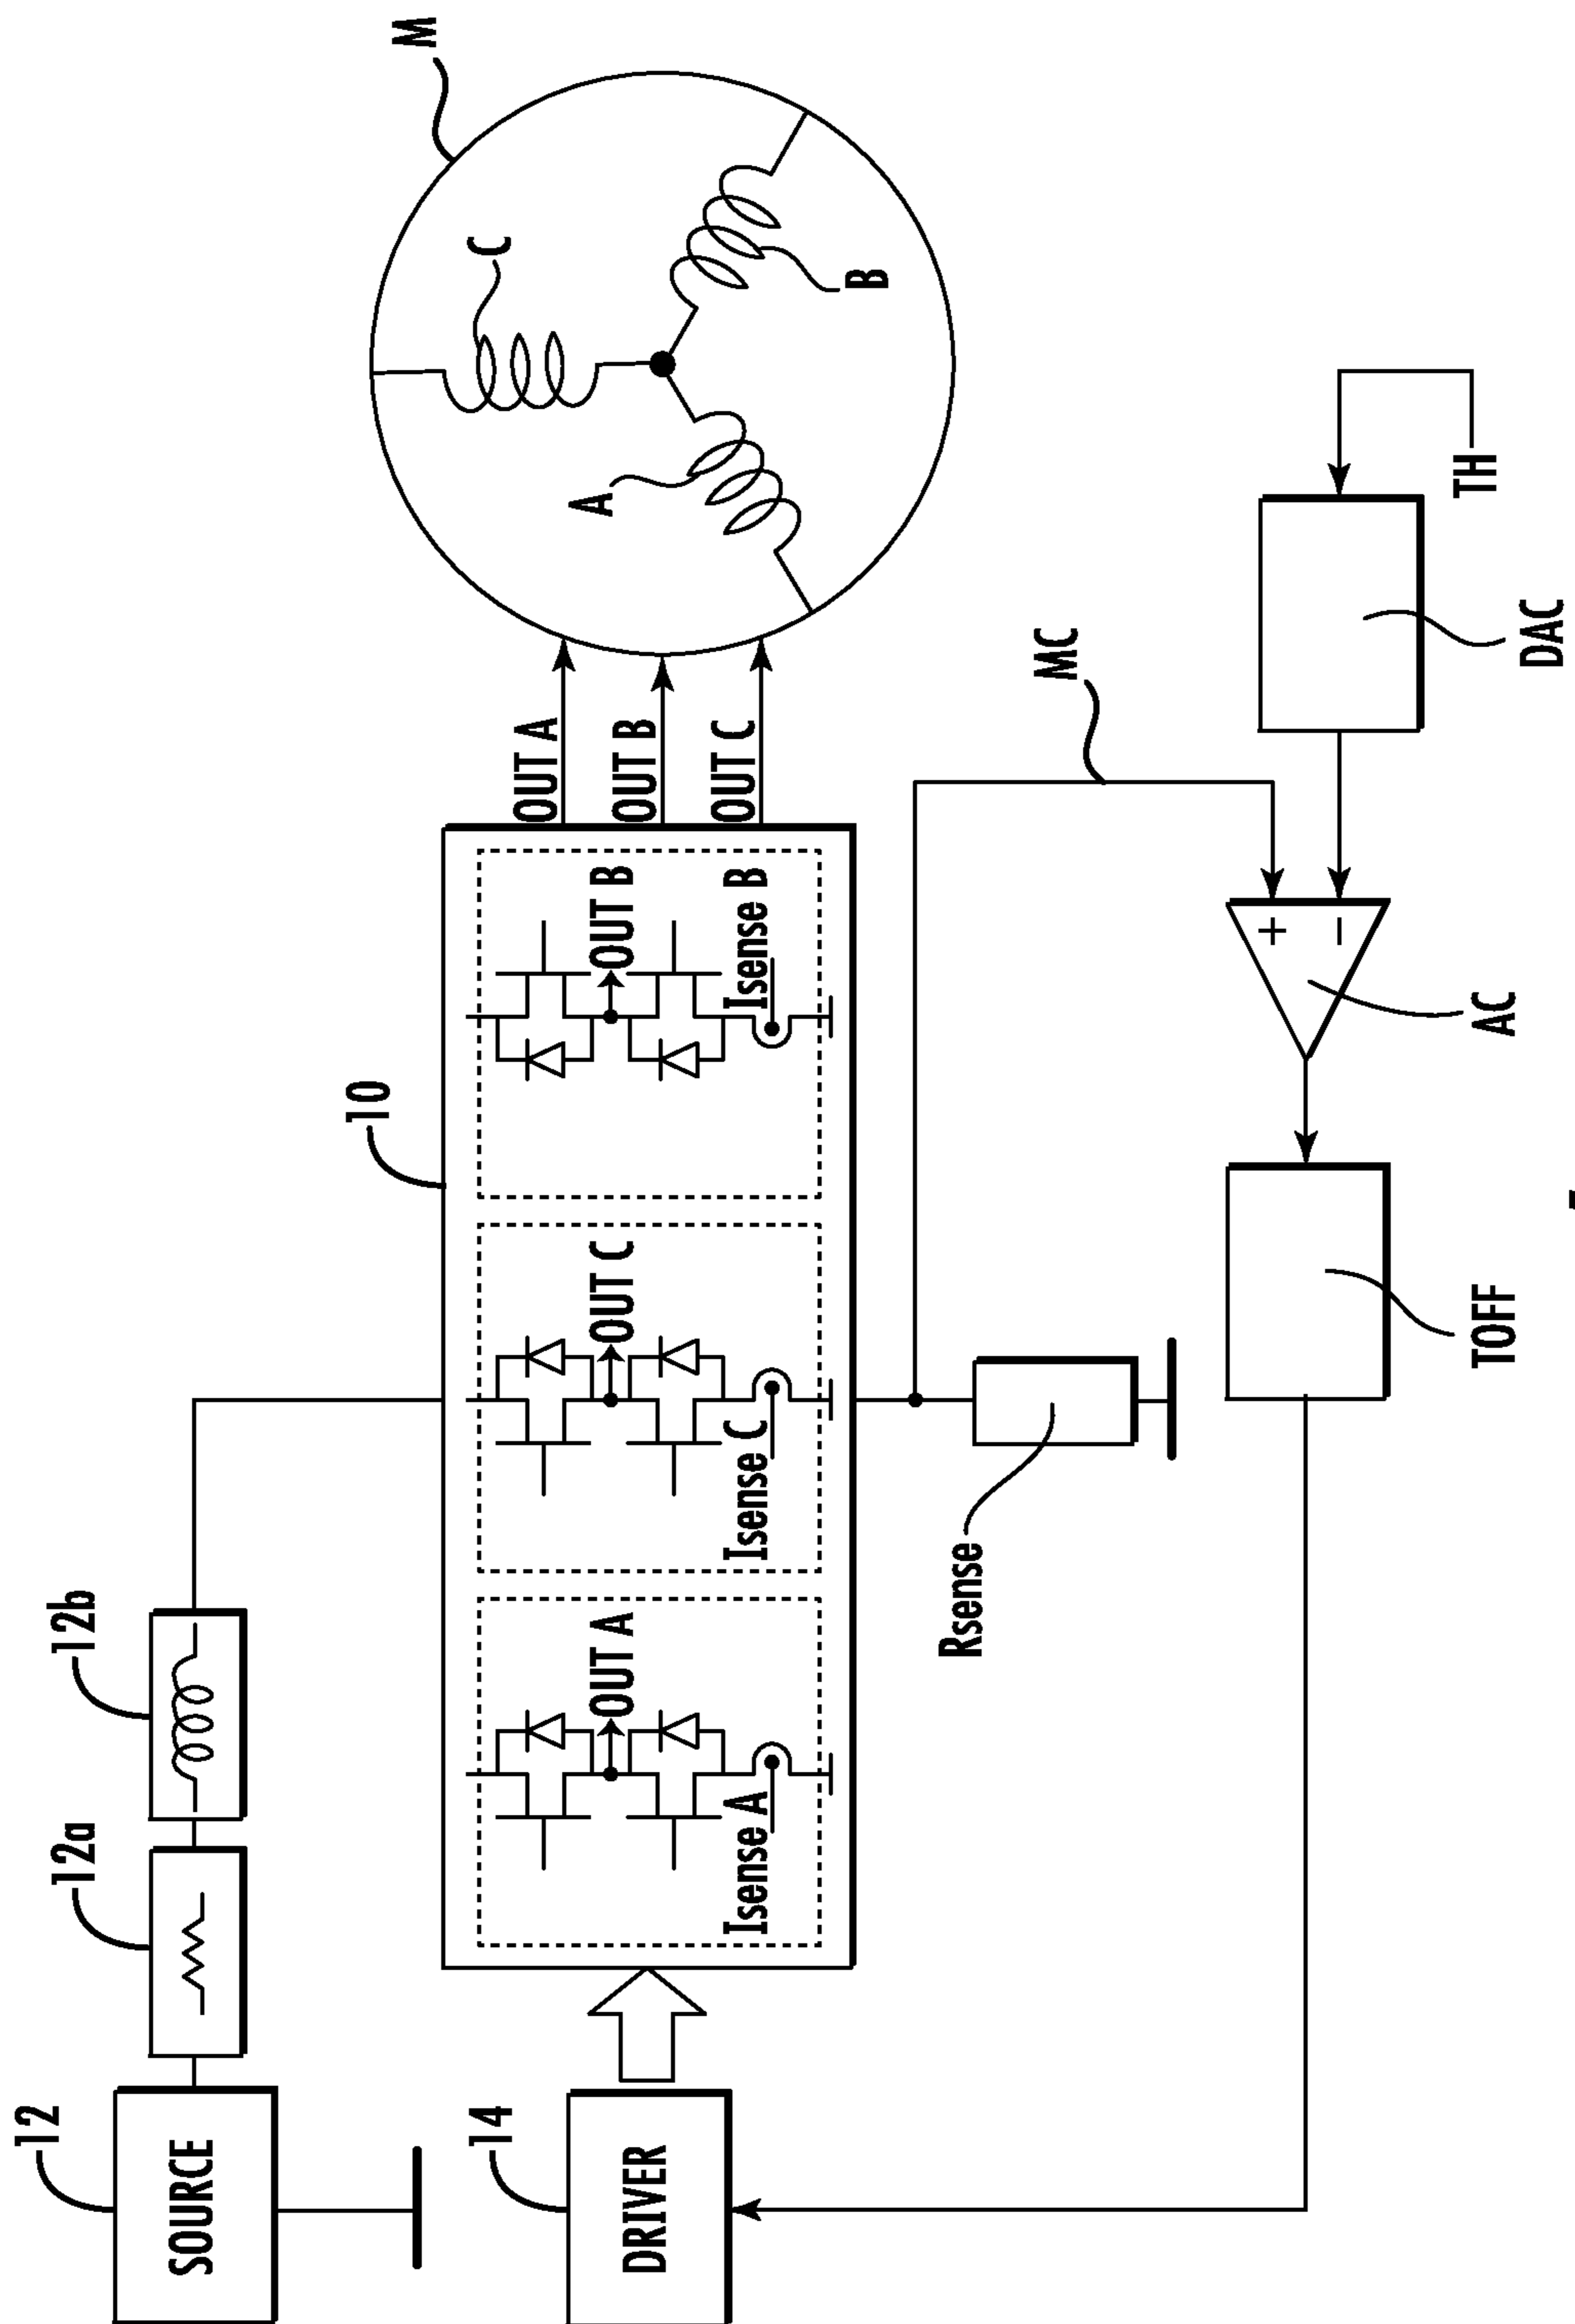 12
SOURCE
12a
12b
10
M
C
A
B
14
DRIVER
OUT A
Isense A
OUT C
Isense C
OUT B
Isense B
OUT A
OUT B
OUT C
Rsense
MC
TOFF
AC
+
−
DAC
TH